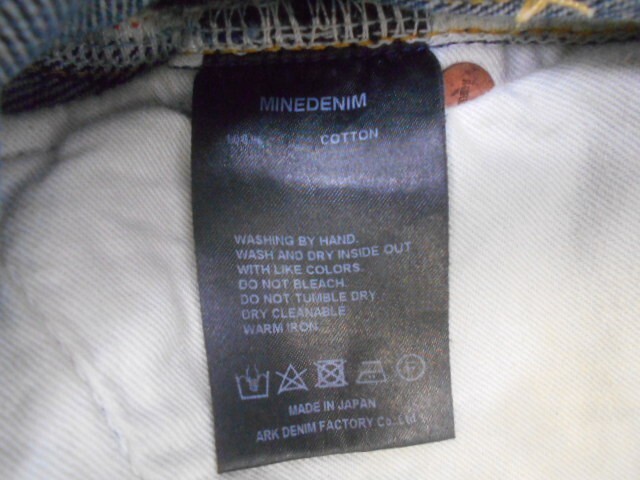 MINEDENIM
100% COTTON
WASHING BY HAND.
WASH AND DRY INSIDE OUT
WITH LIKE COLORS.
DO NOT BLEACH.
DO NOT TUMBLE DRY
DRY CLEANABLE
WARM IRON.
MADE IN JAPAN
ARK DENIM FACTORY Co.,Ltd